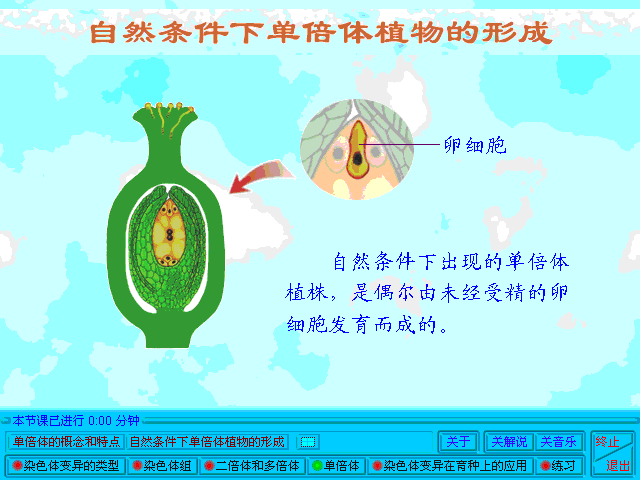 自然条件下单倍体植物的形成
卵细胞
自然条件下出现的单倍体
植株，是偶尔由未经受精的卵
细胞发育而成的。
本节课已进行 0:00 分钟
单倍体的概念和特点 自然条件下单倍体植物的形成 关于 关解说 关音乐 终止
染色体变异的类型 染色体组 二倍体和多倍体 单倍体 染色体变异在育种上的应用 练习 退出